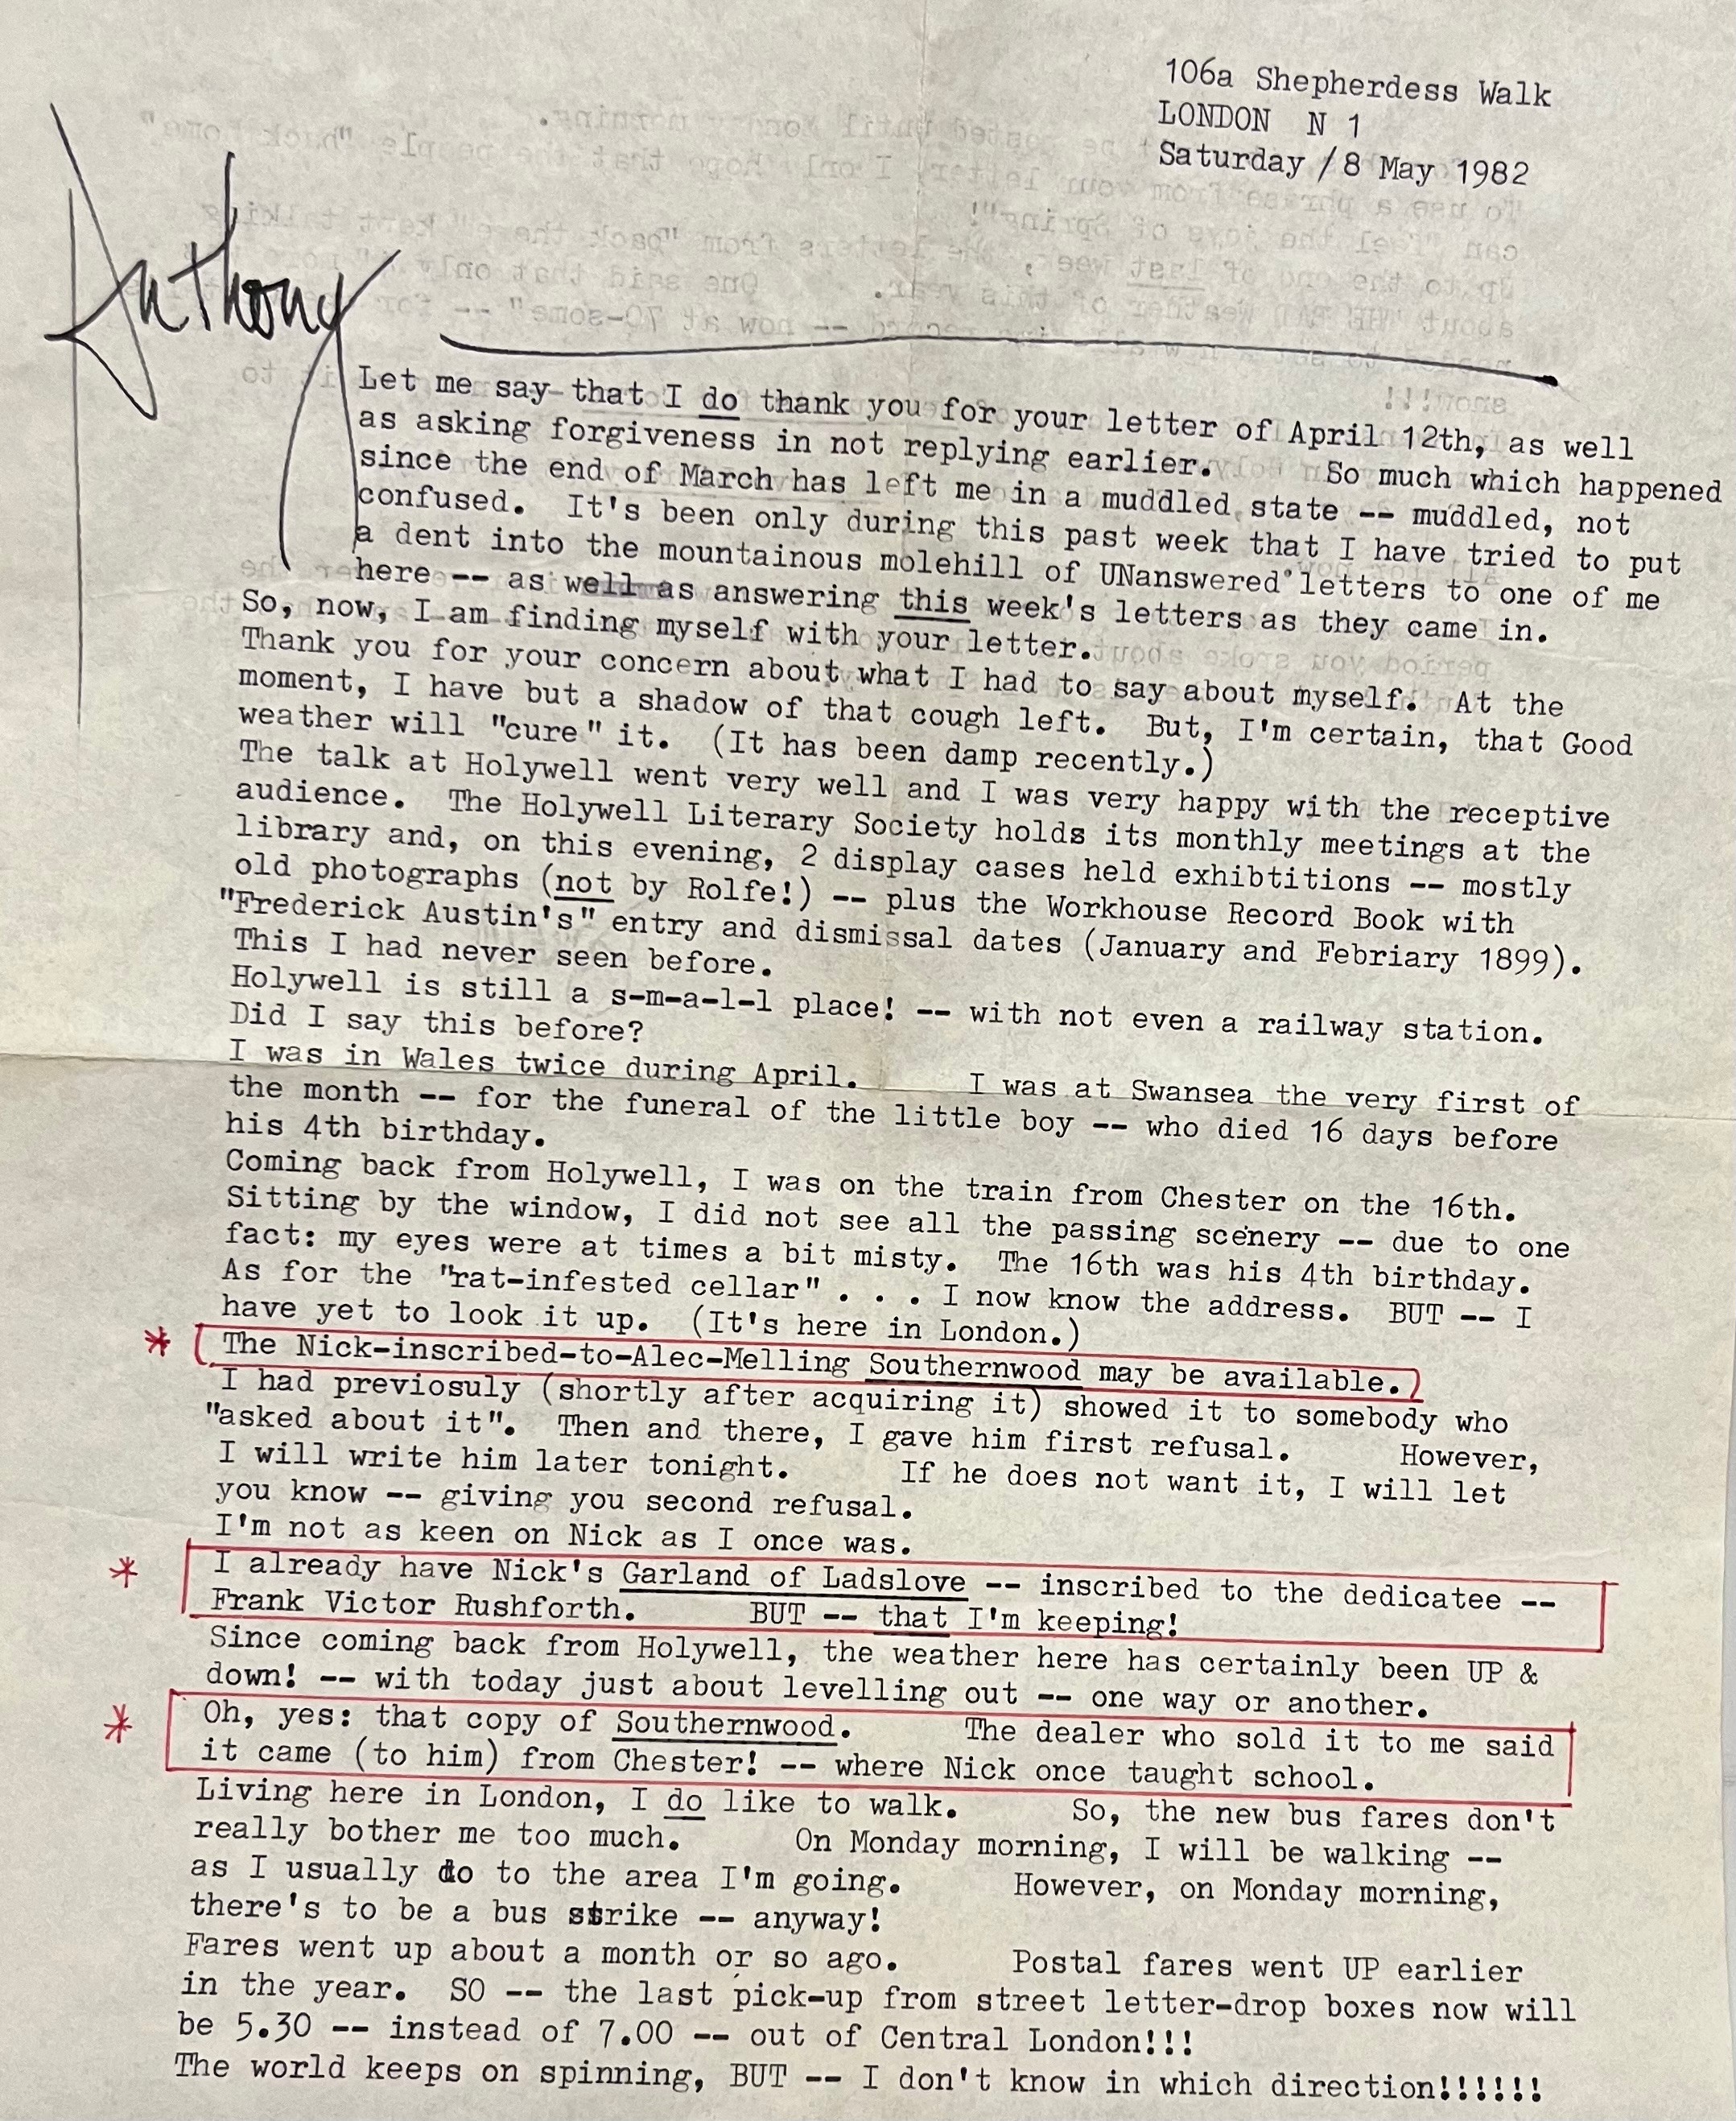 106a Shepherdess Walk
LONDON  N 1
Saturday / 8 May 1982
Anthony
Let me say that I do thank you for your letter of April 12th, as well
as asking forgiveness in not replying earlier.      So much which happened
since the end of March has left me in a muddled state -- muddled, not
confused.  It's been only during this past week that I have tried to put
a dent into the mountainous molehill of UNanswered letters to one of me
here -- as well as answering this week's letters as they came in.
So, now, I am finding myself with your letter.
Thank you for your concern about what I had to say about myself.  At the
moment, I have but a shadow of that cough left.  But, I'm certain, that Good
weather will "cure" it.  (It has been damp recently.)
The talk at Holywell went very well and I was very happy with the receptive
audience.  The Holywell Literary Society holds its monthly meetings at the
library and, on this evening, 2 display cases held exhibtitions -- mostly
old photographs (not by Rolfe!) -- plus the Workhouse Record Book with
"Frederick Austin's" entry and dismissal dates (January and Febriary 1899).
This I had never seen before.
Holywell is still a s-m-a-l-l place! -- with not even a railway station.
Did I say this before?
I was in Wales twice during April.      I was at Swansea the very first of
the month -- for the funeral of the little boy -- who died 16 days before
his 4th birthday.
Coming back from Holywell, I was on the train from Chester on the 16th.
Sitting by the window, I did not see all the passing scenery -- due to one
fact: my eyes were at times a bit misty.  The 16th was his 4th birthday.
As for the "rat-infested cellar" . . . I now know the address.  BUT -- I
have yet to look it up.  (It's here in London.)
* (The Nick-inscribed-to-Alec-Melling Southernwood may be available.)
I had previosuly (shortly after acquiring it) showed it to somebody who
"asked about it".  Then and there, I gave him first refusal.      However,
I will write him later tonight.      If he does not want it, I will let
you know -- giving you second refusal.
I'm not as keen on Nick as I once was.
* I already have Nick's Garland of Ladslove -- inscribed to the dedicatee --
Frank Victor Rushforth.      BUT -- that I'm keeping!
Since coming back from Holywell, the weather here has certainly been UP &
down! -- with today just about levelling out -- one way or another.
* Oh, yes: that copy of Southernwood.      The dealer who sold it to me said
it came (to him) from Chester! -- where Nick once taught school.
Living here in London, I do like to walk.      So, the new bus fares don't
really bother me too much.      On Monday morning, I will be walking --
as I usually do to the area I'm going.      However, on Monday morning,
there's to be a bus strike -- anyway!
Fares went up about a month or so ago.      Postal fares went UP earlier
in the year.  SO -- the last pick-up from street letter-drop boxes now will
be 5.30 -- instead of 7.00 -- out of Central London!!!
The world keeps on spinning, BUT -- I don't know in which direction!!!!!!